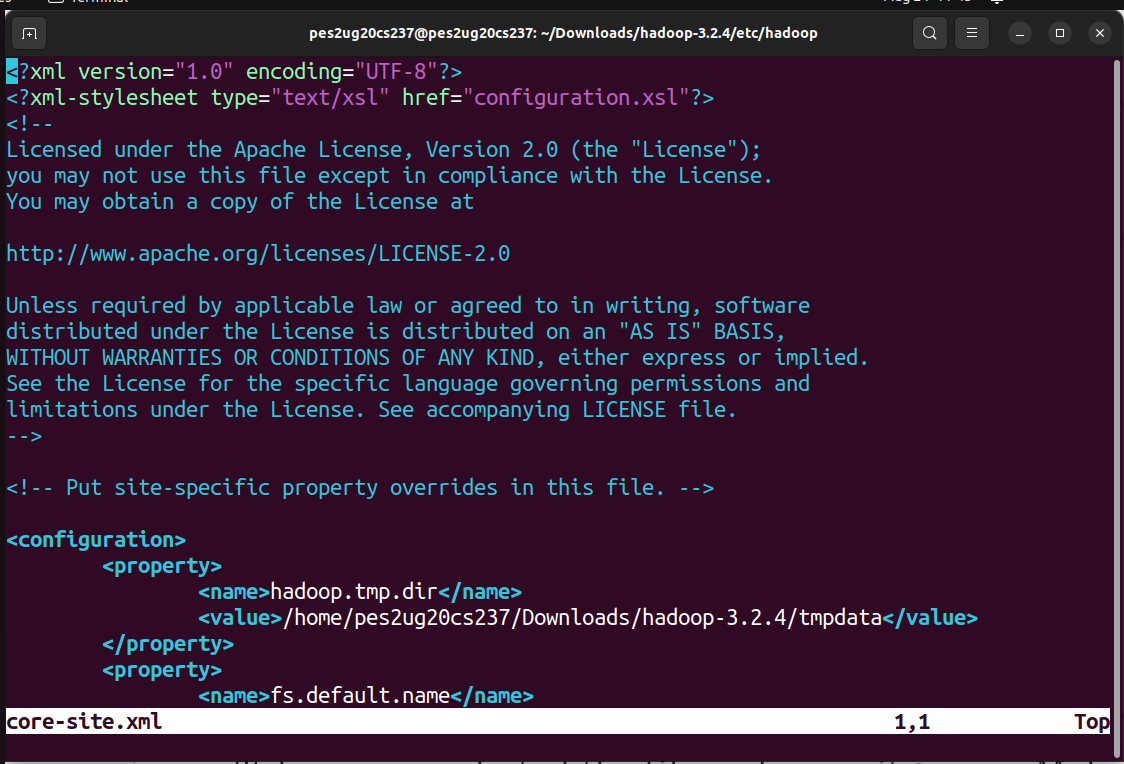 pes2ug20cs237@pes2ug20cs237: ~/Downloads/hadoop-3.2.4/etc/hadoop
<?xml version="1.0" encoding="UTF-8"?>
<?xml-stylesheet type="text/xsl" href="configuration.xsl"?>
<!--
Licensed under the Apache License, Version 2.0 (the "License");
you may not use this file except in compliance with the License.
You may obtain a copy of the License at

http://www.apache.org/licenses/LICENSE-2.0

Unless required by applicable law or agreed to in writing, software
distributed under the License is distributed on an "AS IS" BASIS,
WITHOUT WARRANTIES OR CONDITIONS OF ANY KIND, either express or implied.
See the License for the specific language governing permissions and
limitations under the License. See accompanying LICENSE file.
-->

<!-- Put site-specific property overrides in this file. -->

<configuration>
        <property>
                <name>hadoop.tmp.dir</name>
                <value>/home/pes2ug20cs237/Downloads/hadoop-3.2.4/tmpdata</value>
        </property>
        <property>
                <name>fs.default.name</name>
core-site.xml 1,1 Top